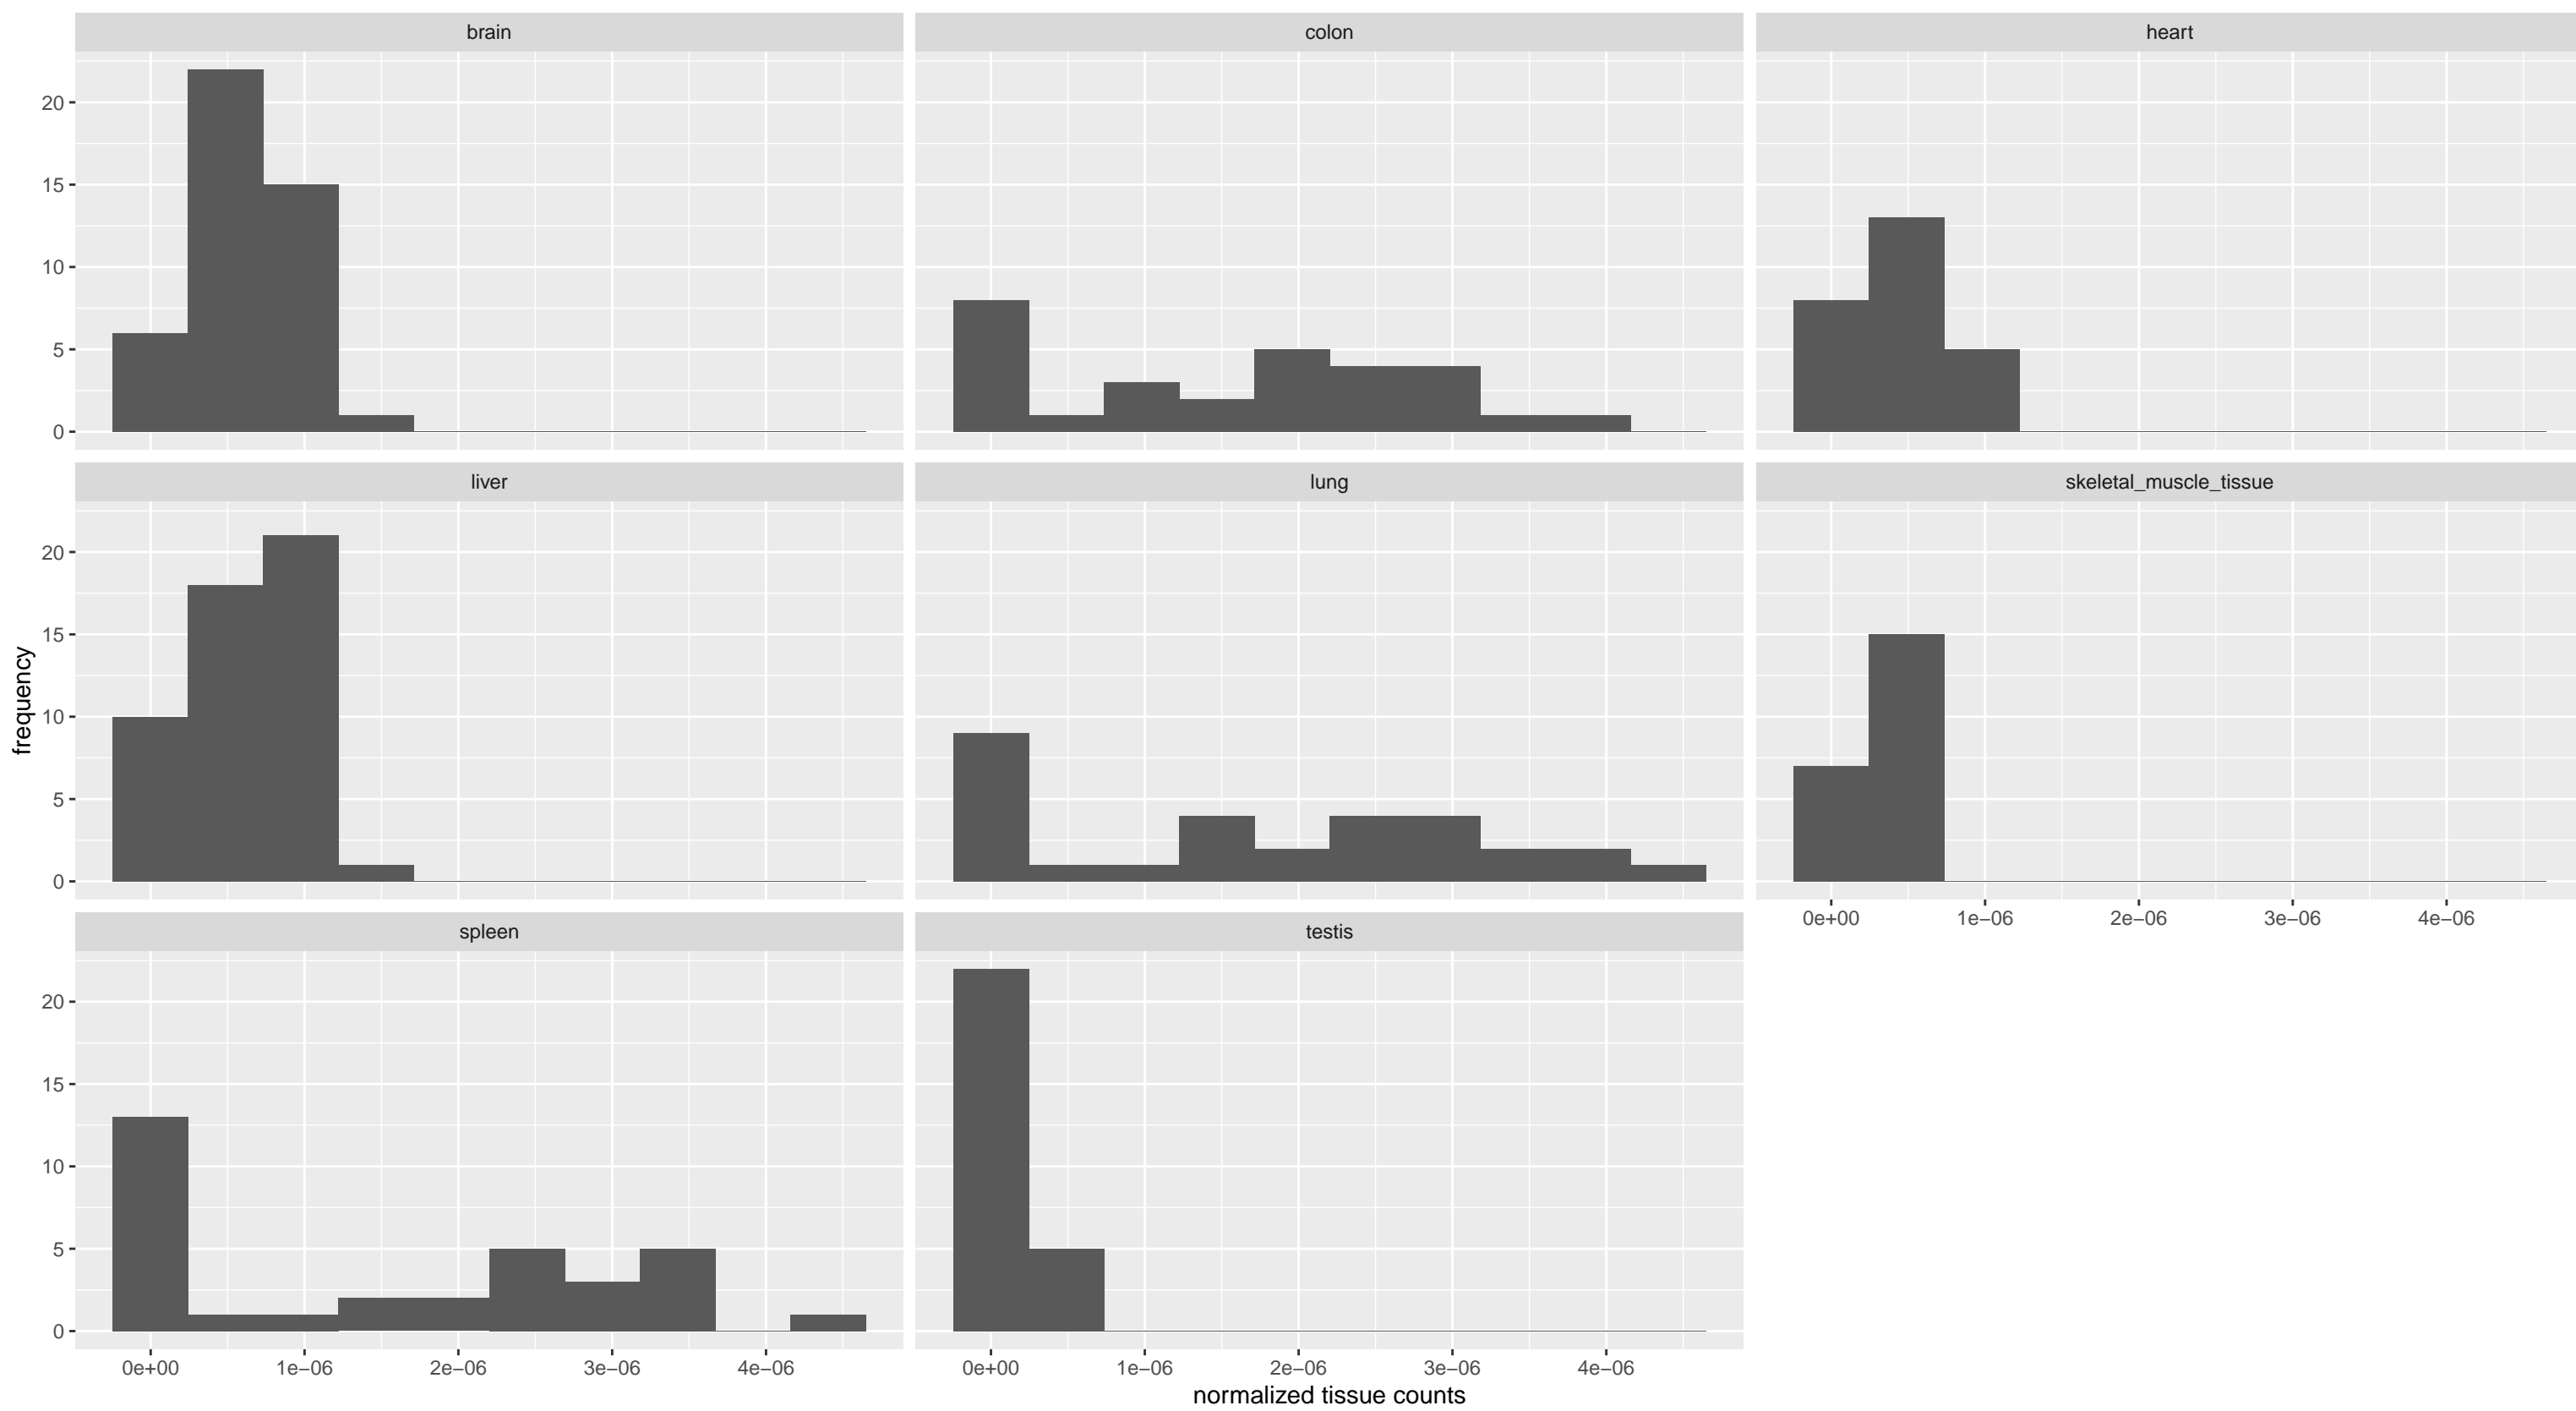 brain
colon
heart
20
15
10
5
0
liver
lung
skeletal_muscle_tissue
20
15
10
5
0
frequency
0e+00 1e−06 2e−06 3e−06 4e−06
spleen
testis
20
15
10
5
0
0e+00 1e−06 2e−06 3e−06 4e−06
0e+00 1e−06 2e−06 3e−06 4e−06
normalized tissue counts